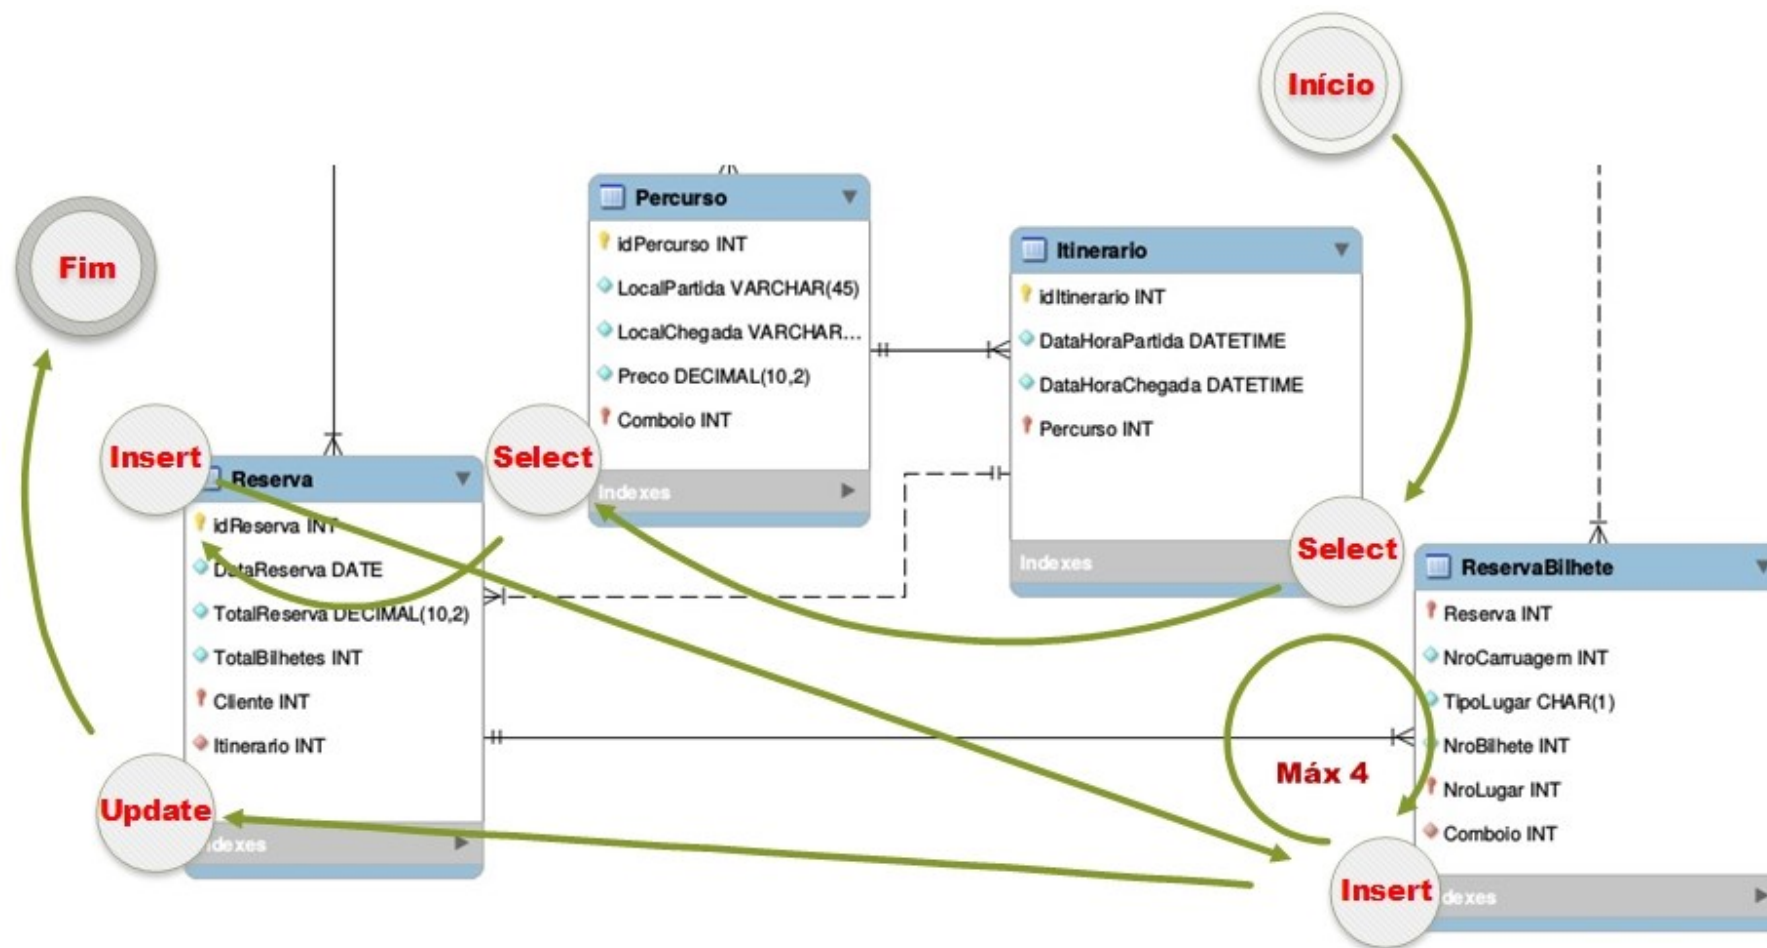 Início
Percurso
idPercurso INT
LocalPartida VARCHAR(45)
LocalChegada VARCHAR...
Preco DECIMAL(10,2)
Comboio INT
Indexes
Itinerario
idItinerario INT
DataHoraPartida DATETIME
DataHoraChegada DATETIME
Percurso INT
Indexes
Fim
Insert
Select
Select
Reserva
idReserva INT
DataReserva DATE
TotalReserva DECIMAL(10,2)
TotalBilhetes INT
Cliente INT
Itinerario INT
Update
dexes
ReservaBilhete
Reserva INT
NroCarruagem INT
TipoLugar CHAR(1)
NroBilhete INT
NroLugar INT
Comboio INT
Máx 4
Insert
dexes